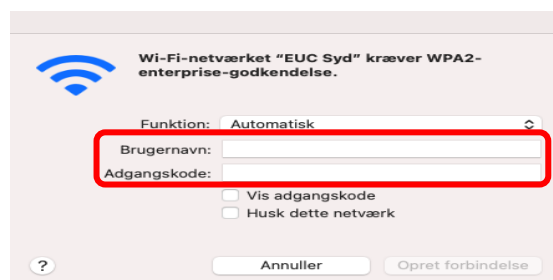 Wi-Fi-netværket “EUC Syd” kræver WPA2-
enterprise-godkendelse.
Funktion: Automatisk
Brugernavn:
Adgangskode:
Vis adgangskode
Husk dette netværk
? Annuller Opret forbindelse